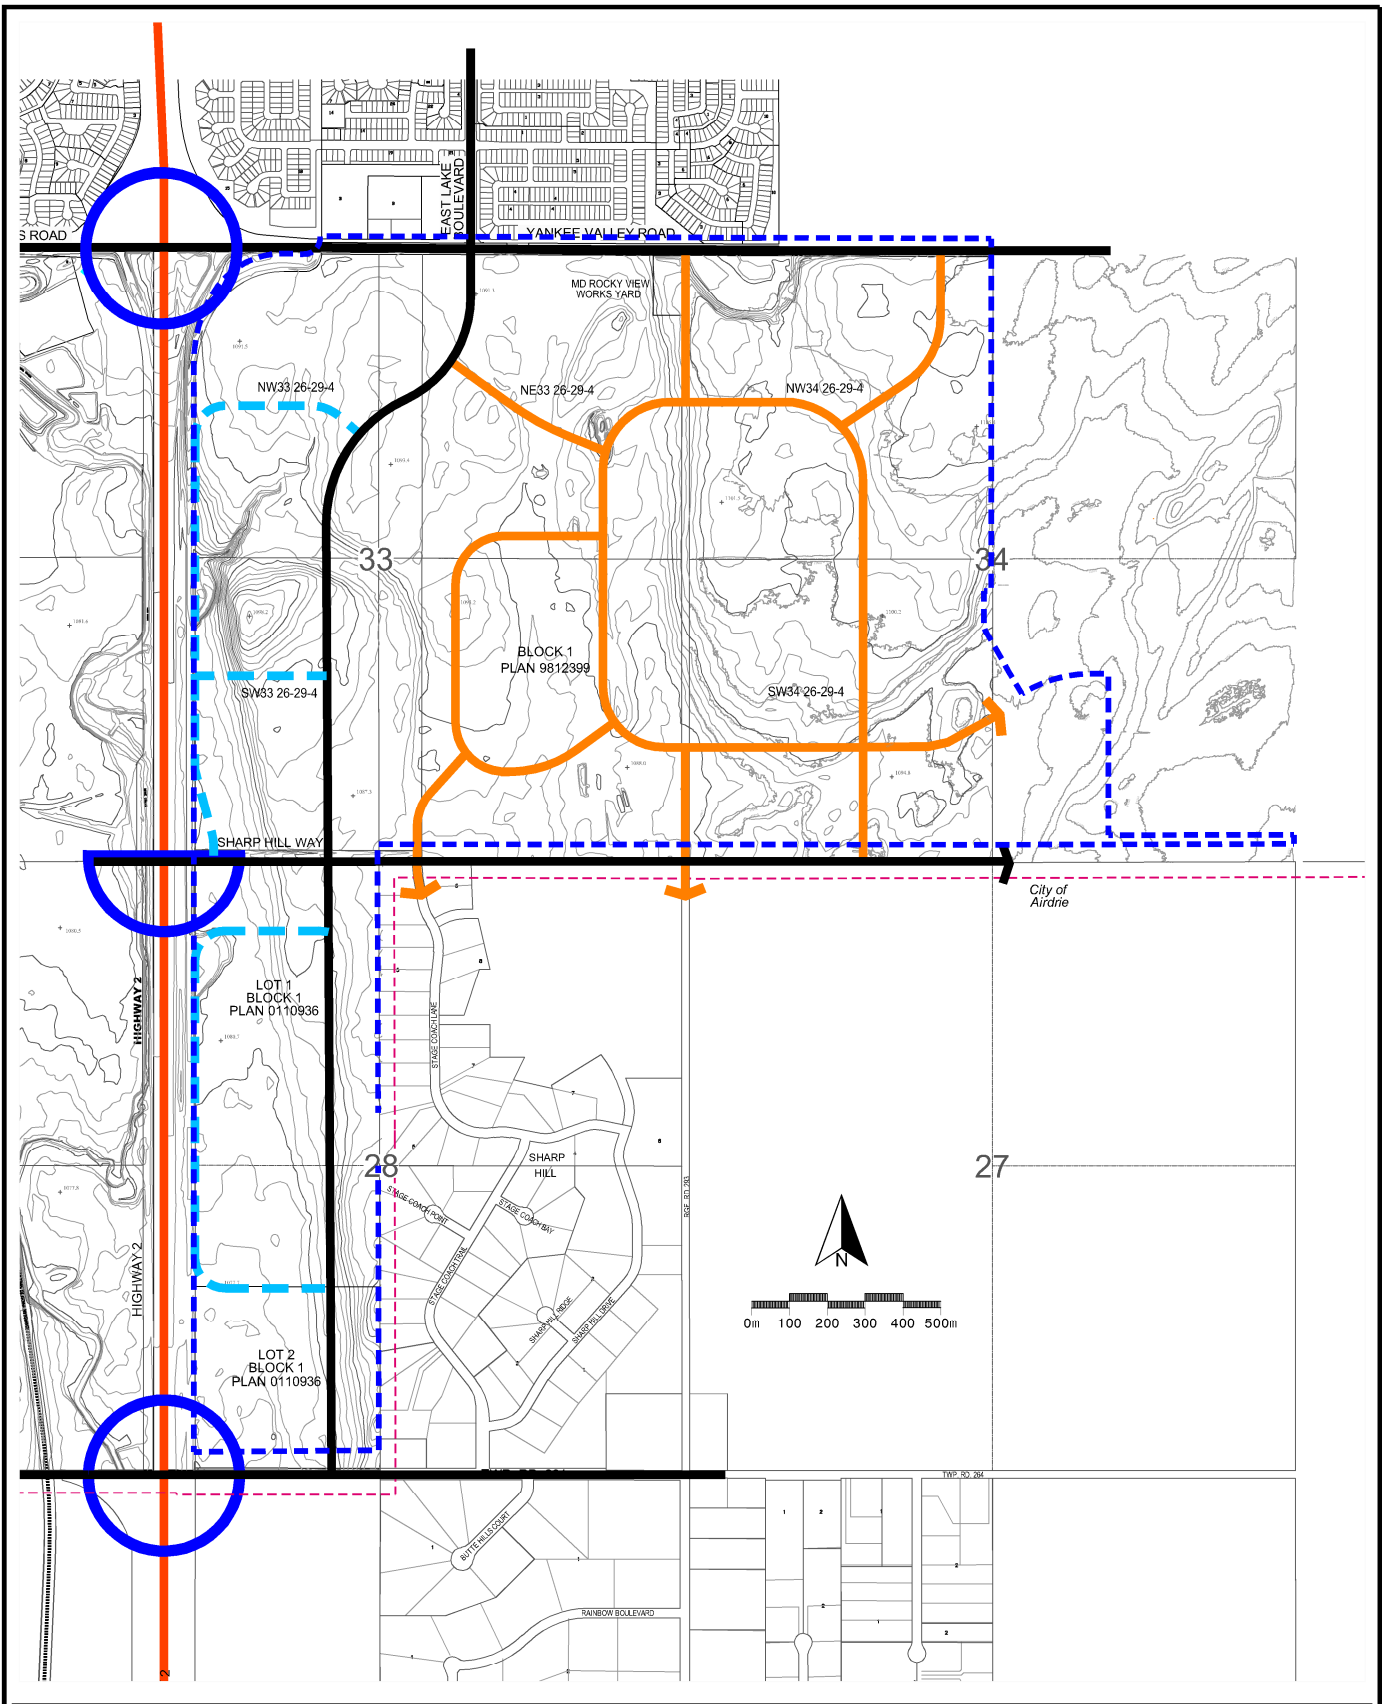 EAST LAKE
BOULEVARD
S ROAD
YANKEE VALLEY ROAD
MD ROCKY VIEW
WORKS YARD
NW33 26-29-4
NE33 26-29-4
NW34 26-29-4
33
34
BLOCK 1
PLAN 9812399
SW33 26-29-4
SW34 26-29-4
SHARP HILL WAY
City of
Airdrie
HIGHWAY 2
LOT 1
BLOCK 1
PLAN 0110936
STAGE COACH LANE
28
27
SHARP
HILL
STAGE COACH POINT
STAGE COACH BAY
RGE. RD. 293
STAGE COACH TRAIL
HIGHWAY 2
SHARP HILL RIDGE
SHARP HILL DRIVE
N
0m 100 200 300 400 500m
LOT 2
BLOCK 1
PLAN 0110936
TWP. RD. 264
BUTTE HILLS COURT
RAINBOW BOULEVARD
2